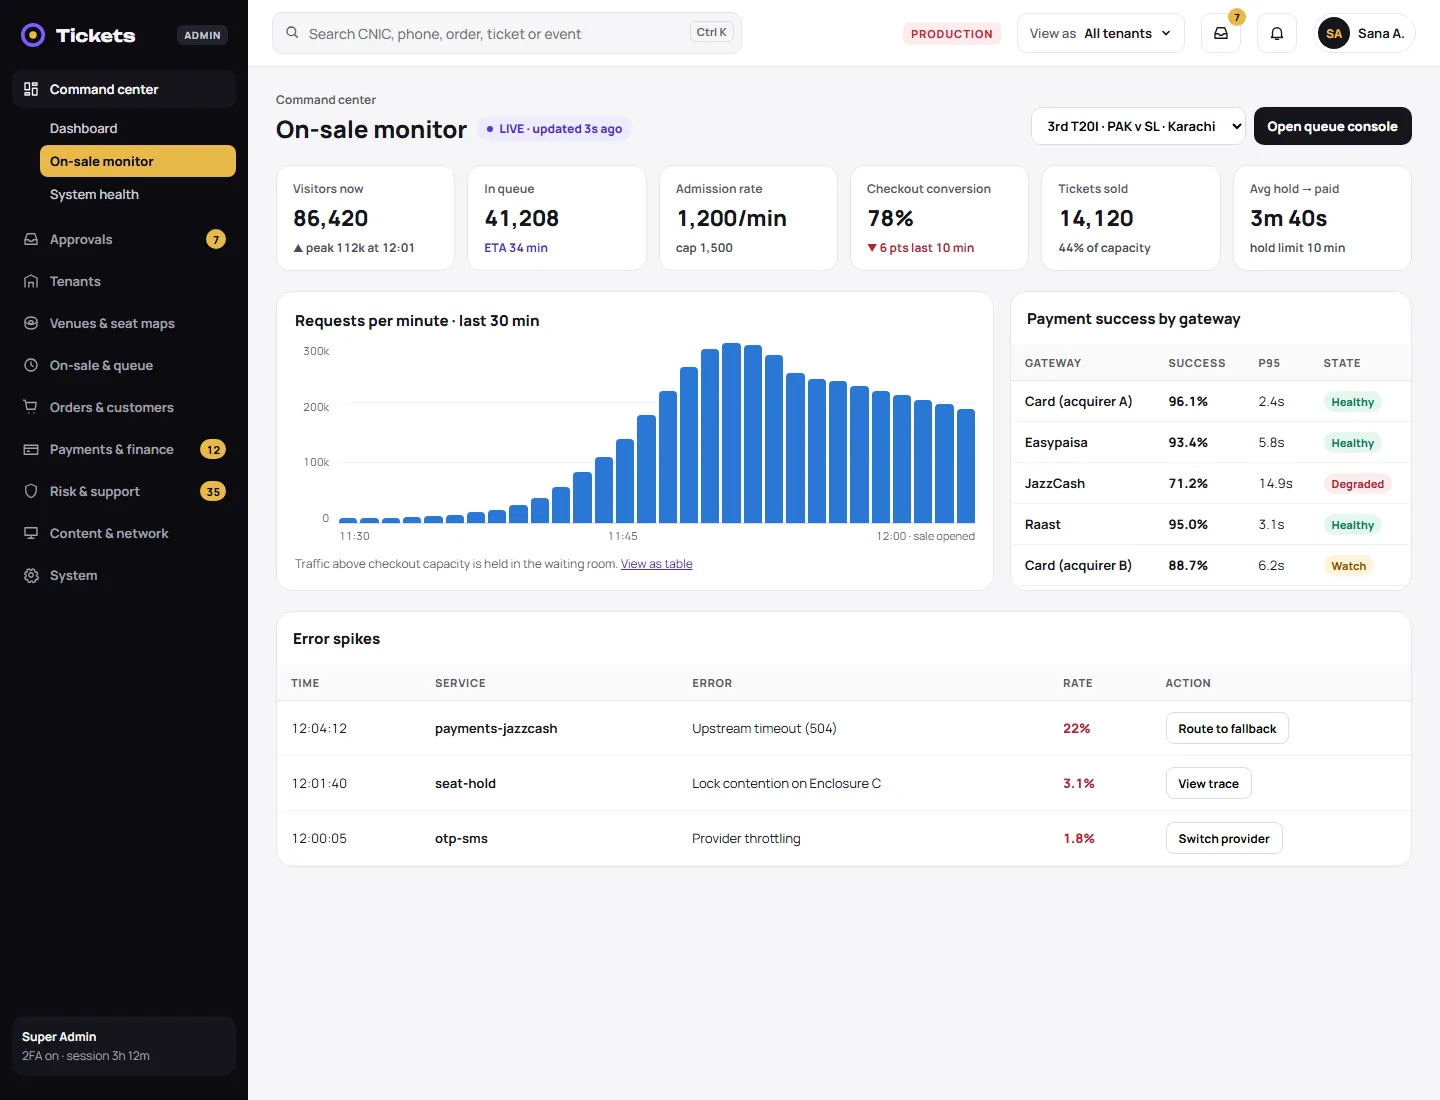 Tickets ADMIN
Search CNIC, phone, order, ticket or event Ctrl K
PRODUCTION
View as All tenants
7
SA Sana A.
Command center
Dashboard
On-sale monitor
System health
Approvals 7
Tenants
Venues & seat maps
On-sale & queue
Orders & customers
Payments & finance 12
Risk & support 35
Content & network
System
Super Admin
2FA on · session 3h 12m
Command center
On-sale monitor
LIVE · updated 3s ago
3rd T20I · PAK v SL · Karachi
Open queue console
Visitors now
86,420
▲ peak 112k at 12:01
In queue
41,208
ETA 34 min
Admission rate
1,200/min
cap 1,500
Checkout conversion
78%
▼ 6 pts last 10 min
Tickets sold
14,120
44% of capacity
Avg hold → paid
3m 40s
hold limit 10 min
Requests per minute · last 30 min
300k
200k
100k
0
11:30 11:45 12:00 · sale opened
Traffic above checkout capacity is held in the waiting room. View as table
Payment success by gateway
GATEWAY SUCCESS P95 STATE
Card (acquirer A) 96.1% 2.4s Healthy
Easypaisa 93.4% 5.8s Healthy
JazzCash 71.2% 14.9s Degraded
Raast 95.0% 3.1s Healthy
Card (acquirer B) 88.7% 6.2s Watch
Error spikes
TIME SERVICE ERROR RATE ACTION
12:04:12 payments-jazzcash Upstream timeout (504) 22% Route to fallback
12:01:40 seat-hold Lock contention on Enclosure C 3.1% View trace
12:00:05 otp-sms Provider throttling 1.8% Switch provider